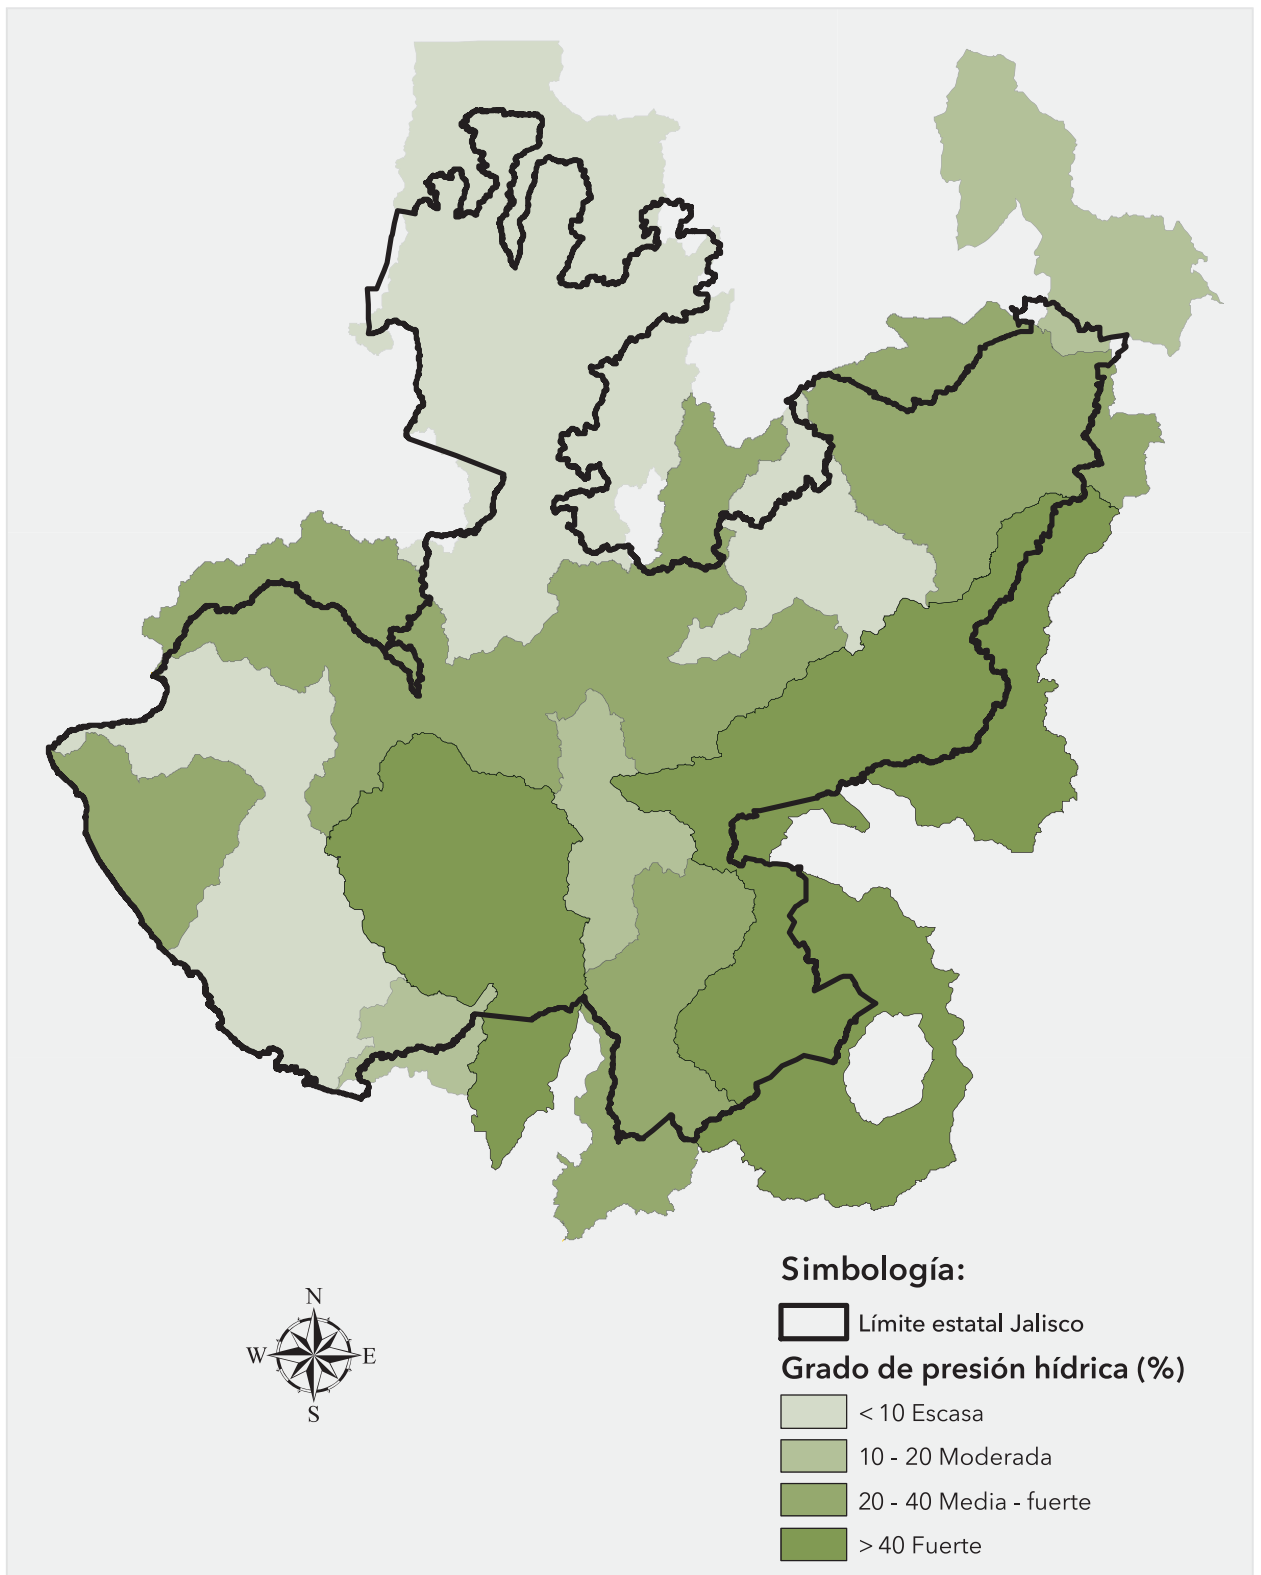 N
W E
S
Simbología:
Límite estatal Jalisco
Grado de presión hídrica (%)
< 10 Escasa
10 - 20 Moderada
20 - 40 Media - fuerte
> 40 Fuerte